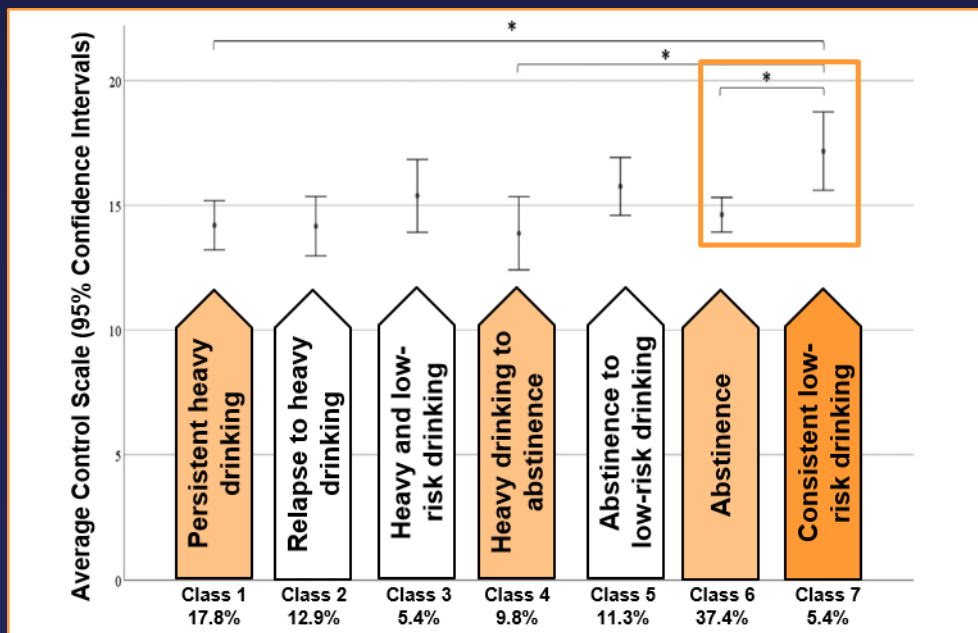 Average Control Scale (95% Confidence Intervals)
*
*
*
20
15
10
5
0
Persistent heavy
drinking
Relapse to heavy
drinking
Heavy and low-
risk drinking
Heavy drinking to
abstinence
Abstinence to
low-risk drinking
Abstinence
Consistent low-
risk drinking
Class 1 Class 2 Class 3 Class 4 Class 5 Class 6 Class 7
17.8% 12.9% 5.4% 9.8% 11.3% 37.4% 5.4%